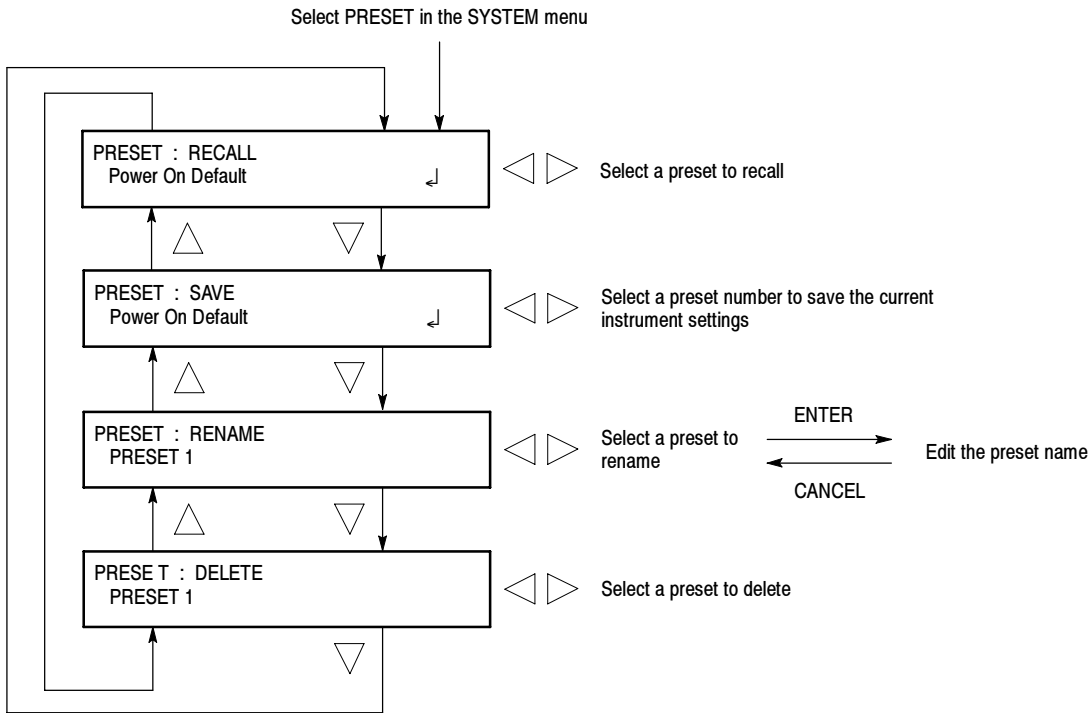 Select PRESET in the SYSTEM menu
PRESET : RECALL
Power On Default
Select a preset to recall
PRESET : SAVE
Power On Default
Select a preset number to save the current
instrument settings
PRESET : RENAME
PRESET 1
Select a preset to
rename
ENTER
CANCEL
Edit the preset name
PRESE T : DELETE
PRESET 1
Select a preset to delete